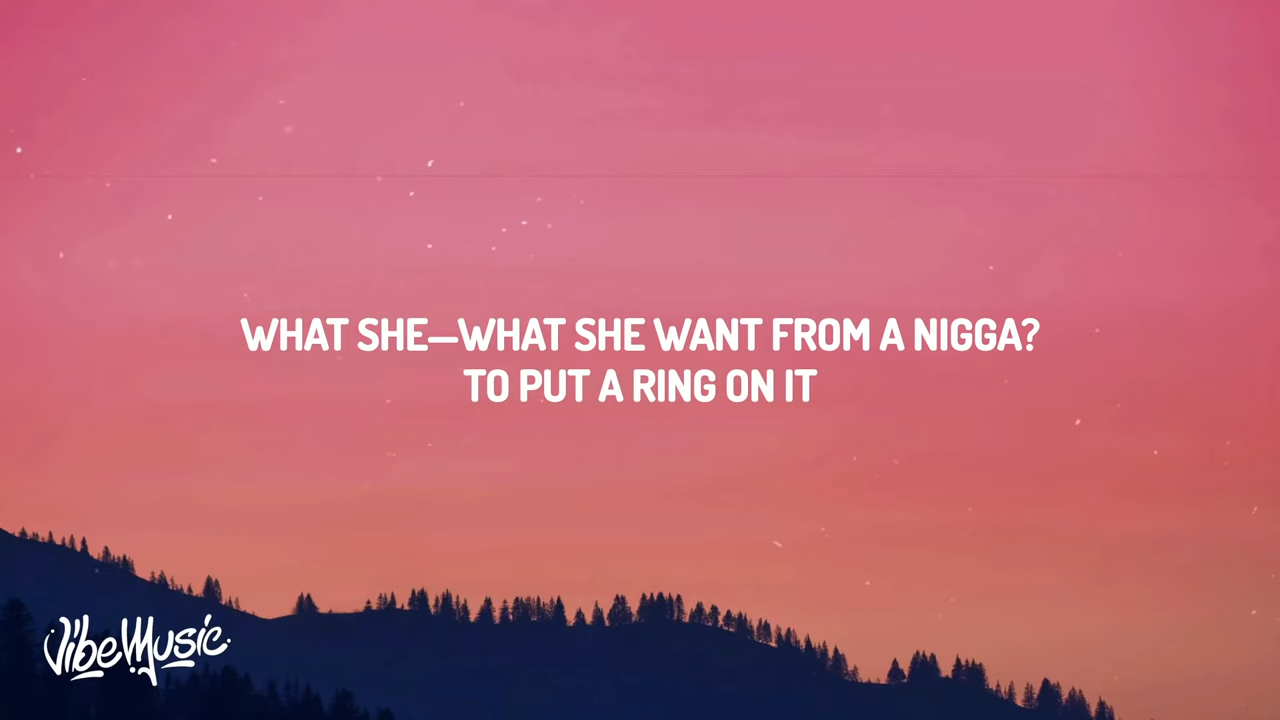 WHAT SHE—WHAT SHE WANT FROM A NIGGA?
TO PUT A RING ON IT
VibeMusic